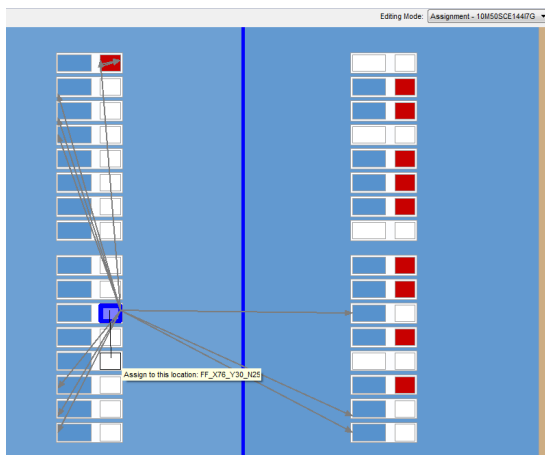 Editing Mode: Assignment - 10M50SCE144I7G
Assign to this location: FF_X76_Y30_N25